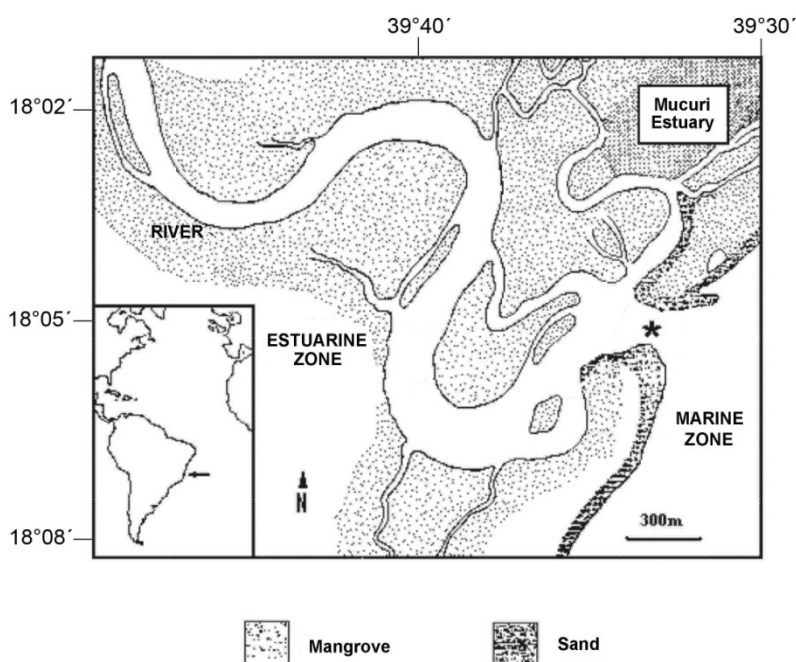 39°40´
39°30´
18°02´
Mucuri
Estuary
RIVER
18°05´
ESTUARINE
ZONE
MARINE
ZONE
N
300m
18°08´
Mangrove
Sand